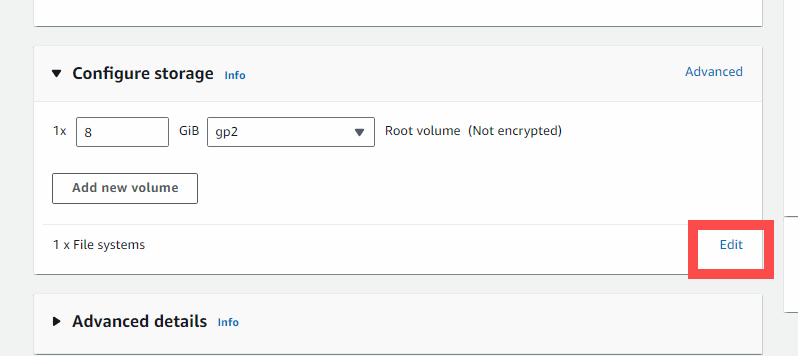 Configure storage Info Advanced
1x 8 GiB gp2 Root volume (Not encrypted)
Add new volume
1 x File systems Edit
Advanced details Info